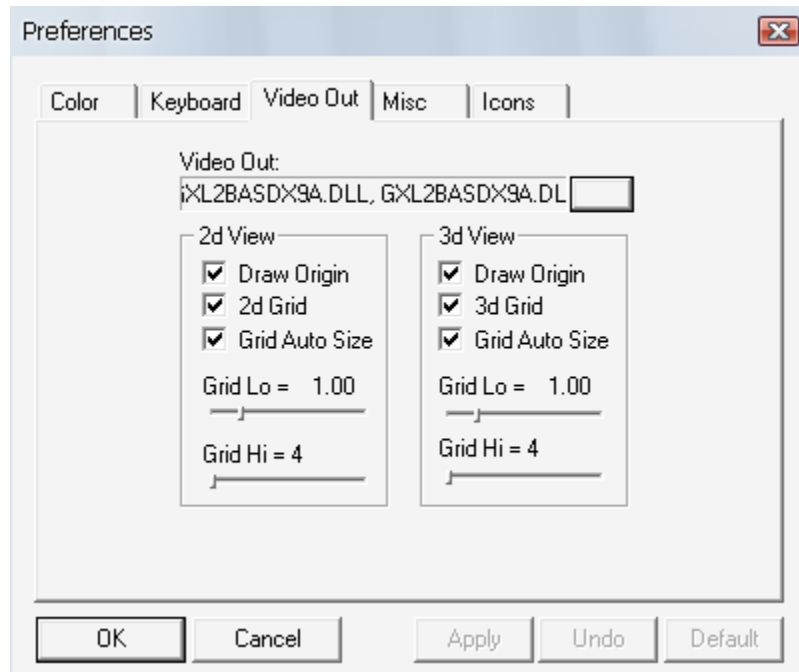 Preferences
Color Keyboard Video Out Misc Icons
Video Out:
XL2BASDX9A.DLL, GXL2BASDX9A.DL
2d View 3d View
Draw Origin Draw Origin
2d Grid 3d Grid
Grid Auto Size Grid Auto Size
Grid Lo = 1.00 Grid Lo = 1.00
Grid Hi = 4 Grid Hi = 4
OK Cancel Apply Undo Default